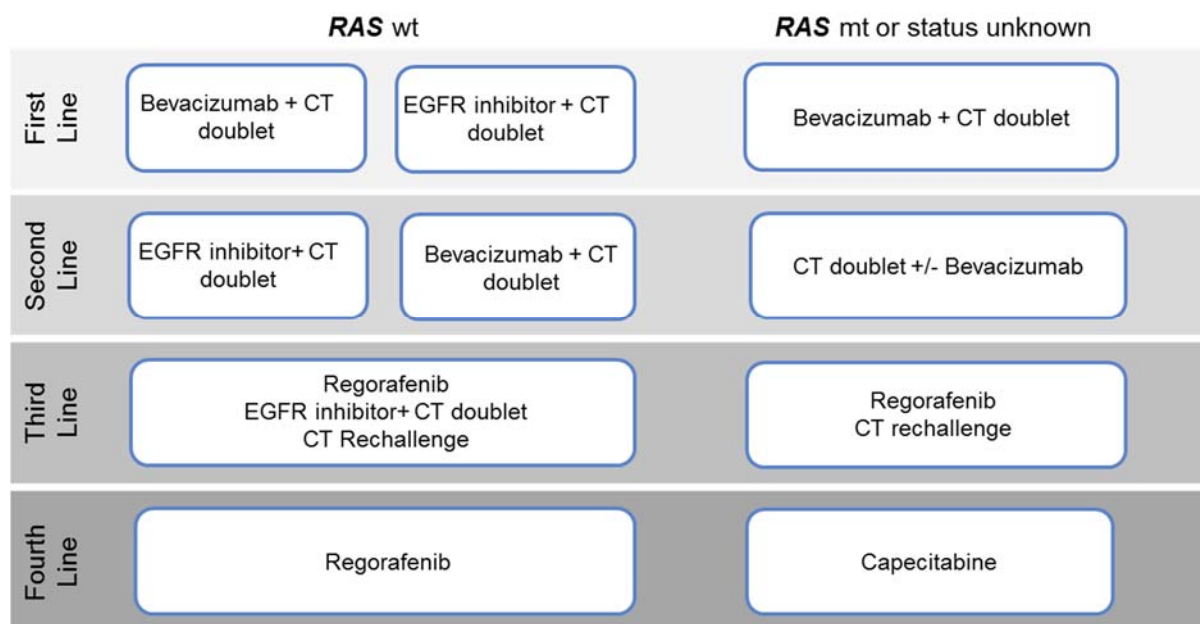 RAS wt
RAS mt or status unknown
First
Line
Bevacizumab + CT
doublet
EGFR inhibitor + CT
doublet
Bevacizumab + CT doublet
Second
Line
EGFR inhibitor+ CT
doublet
Bevacizumab + CT
doublet
CT doublet +/- Bevacizumab
Third
Line
Regorafenib
EGFR inhibitor+ CT doublet
CT Rechallenge
Regorafenib
CT rechallenge
Fourth
Line
Regorafenib
Capecitabine